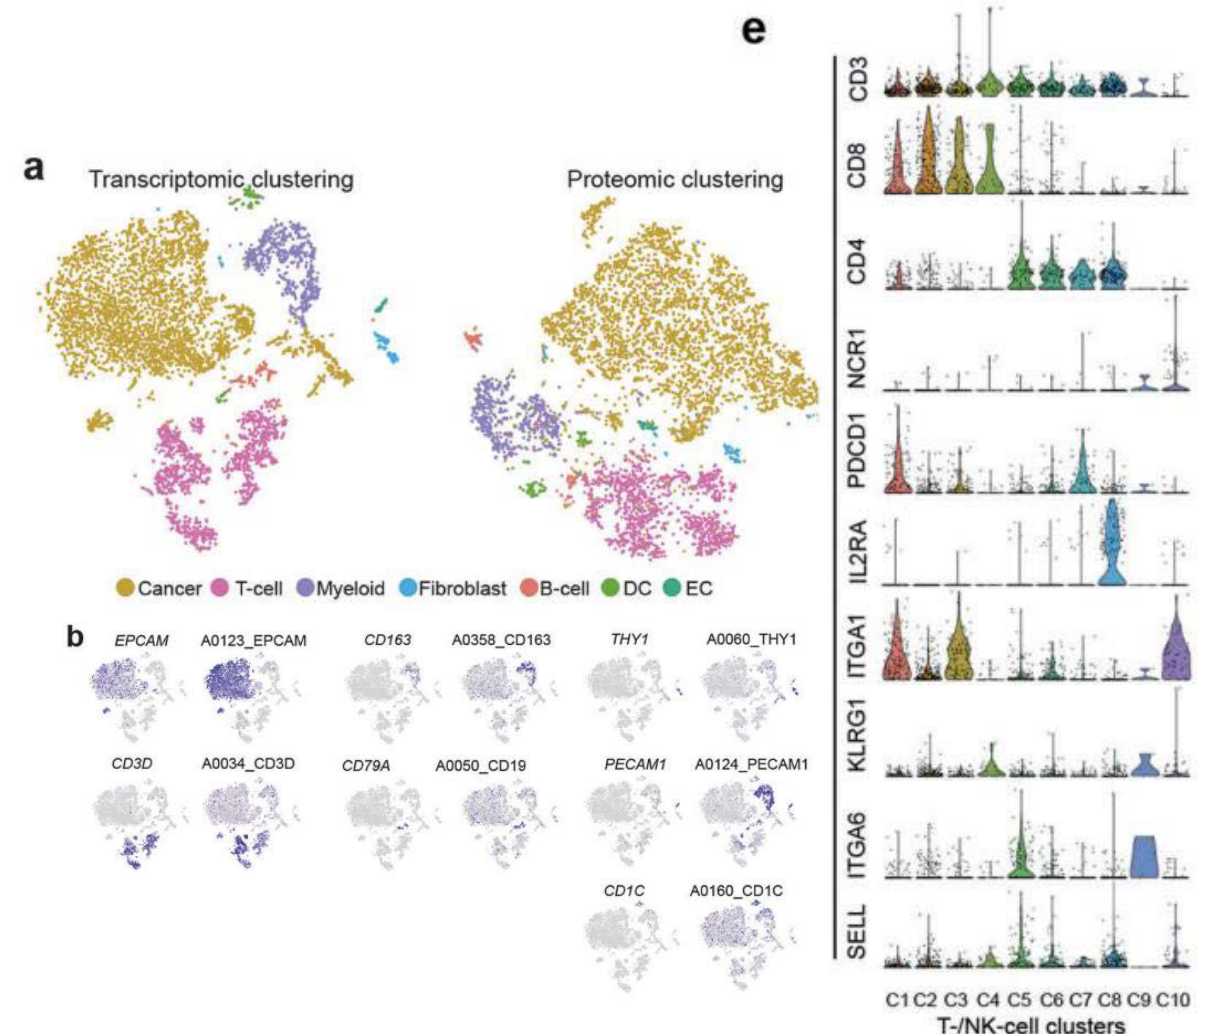 a
Transcriptomic clustering
Proteomic clustering
Cancer T-cell Myeloid Fibroblast B-cell DC EC
b
EPCAM A0123_EPCAM CD163 A0358_CD163 THY1 A0060_THY1
CD3D A0034_CD3D CD79A A0050_CD19 PECAM1 A0124_PECAM1
CD1C A0160_CD1C
e
CD3
CD8
CD4
NCR1
PDCD1
IL2RA
ITGA1
KLRG1
ITGA6
SELL
C1 C2 C3 C4 C5 C6 C7 C8 C9 C10
T-/NK-cell clusters